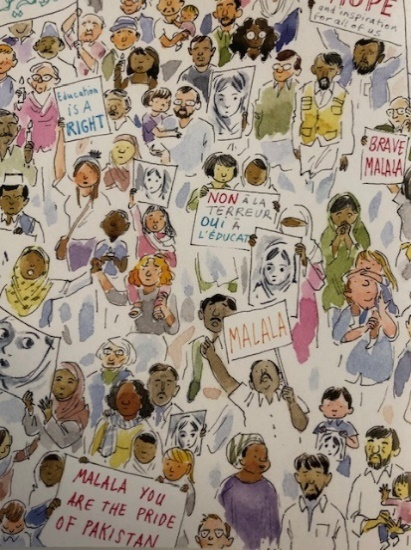 HOPE
and inspiration
for all of us
Education
is A
RIGHT
BRAVE
MALALA
NON À LA
TERREUR!
OUI À
L'ÉDUCAT
MALALA
MALALA YOU
ARE THE PRIDE
OF PAKISTAN